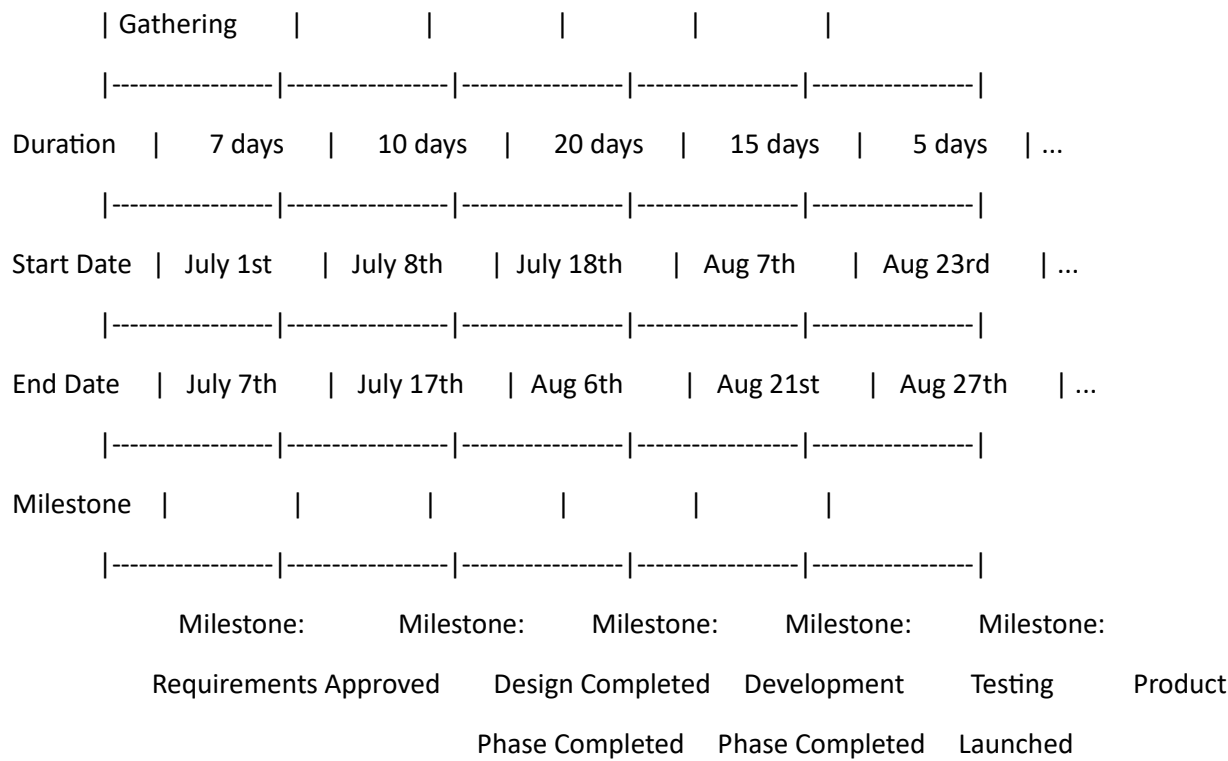 | Gathering | | | | |
|------------------|------------------|------------------|------------------|------------------|
Duration | 7 days | 10 days | 20 days | 15 days | 5 days | ...
|------------------|------------------|------------------|------------------|------------------|
Start Date | July 1st | July 8th | July 18th | Aug 7th | Aug 23rd | ...
|------------------|------------------|------------------|------------------|------------------|
End Date | July 7th | July 17th | Aug 6th | Aug 21st | Aug 27th | ...
|------------------|------------------|------------------|------------------|------------------|
Milestone | | | | | |
|------------------|------------------|------------------|------------------|------------------|
Milestone: Milestone: Milestone: Milestone: Milestone:
Requirements Approved Design Completed Development Testing Product
Phase Completed Phase Completed Launched